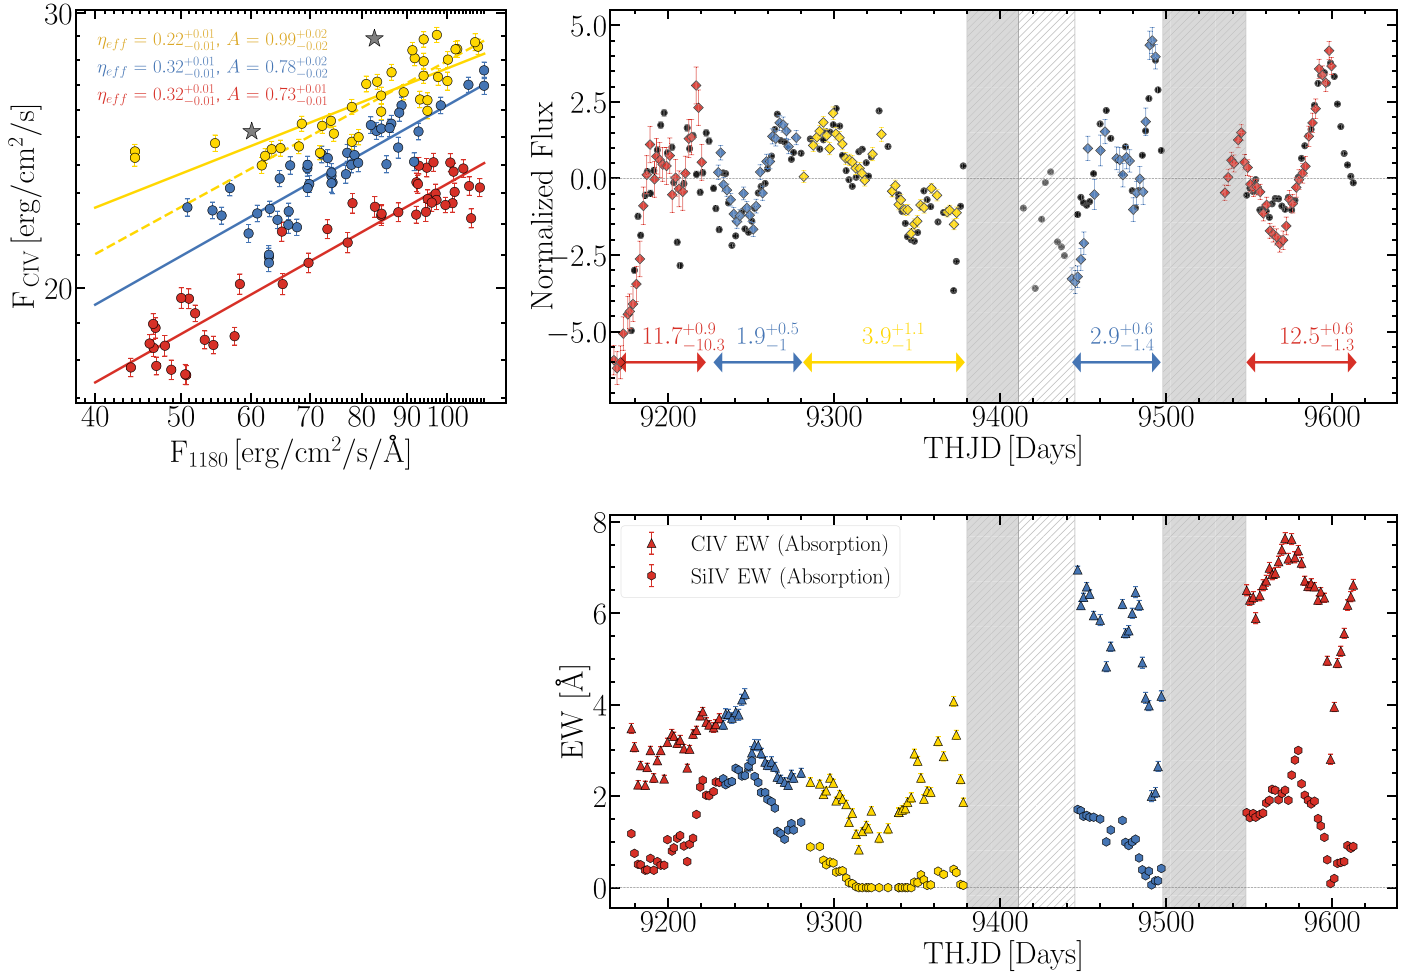 30
20
F CIV [erg/cm²/s]
η_eff = 0.22^{+0.01}_{-0.01}, A = 0.99^{+0.02}_{-0.02}
η_eff = 0.32^{+0.01}_{-0.01}, A = 0.78^{+0.02}_{-0.02}
η_eff = 0.32^{+0.01}_{-0.01}, A = 0.73^{+0.01}_{-0.01}
40 50 60 70 80 90 100
F₁₁₈₀ [erg/cm²/s/Å]
5.0
2.5
0.0
−2.5
−5.0
Normalized Flux
11.7^{+0.9}_{−10.3} 1.9^{+0.5}_{−1} 3.9^{+1.1}_{−1} 2.9^{+0.6}_{−1.4} 12.5^{+0.6}_{−1.3}
9200 9300 9400 9500 9600
THJD [Days]
8
6
4
2
0
EW [Å]
CIV EW (Absorption)
SiIV EW (Absorption)
9200 9300 9400 9500 9600
THJD [Days]